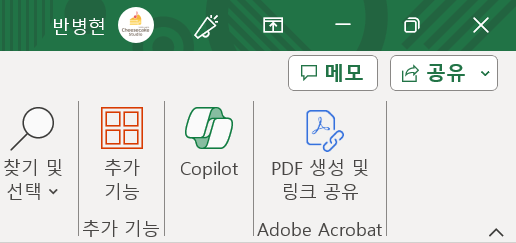 반병현
메모
공유
찾기 및
선택
추가
기능
Copilot
PDF 생성 및
링크 공유
추가 기능
Adobe Acrobat